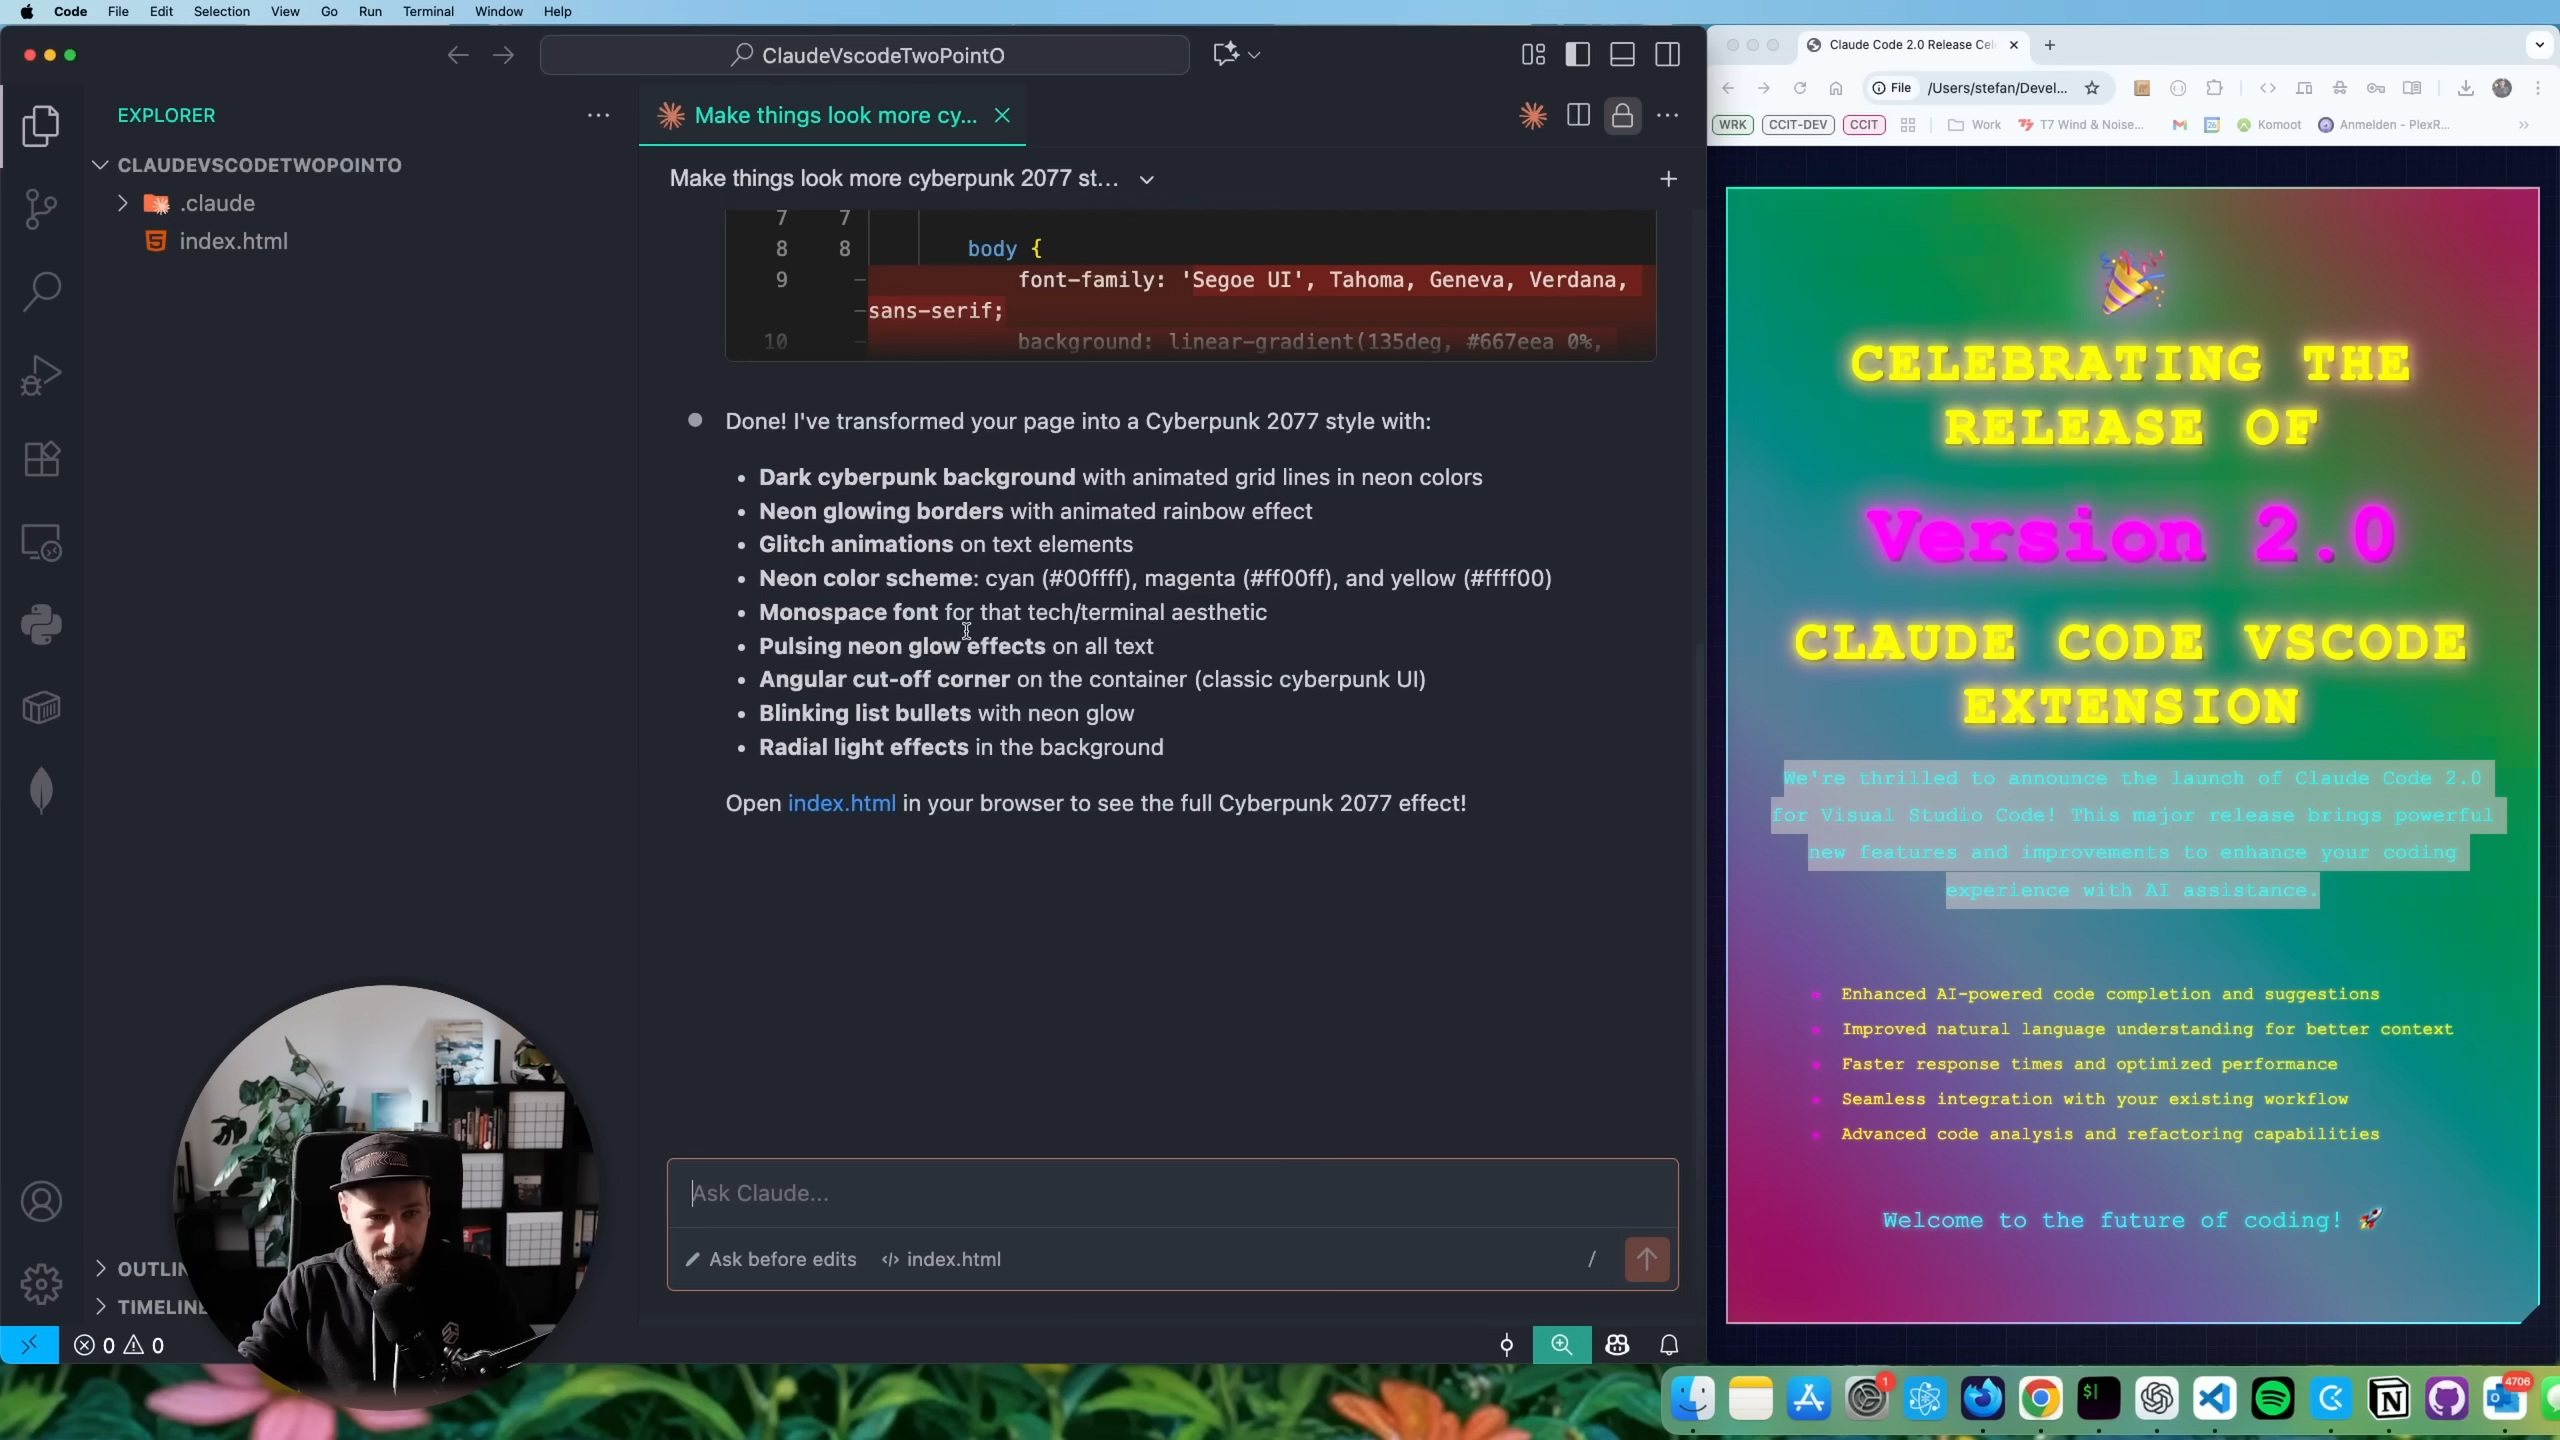 Code File Edit Selection View Go Run Terminal Window Help
ClaudeVscodeTwoPointO
EXPLORER
CLAUDEVSCODETWOPOINTO
.claude
index.html
OUTLIN
TIMELINE
0 0
Make things look more cy...
Make things look more cyberpunk 2077 st...
7 7
8 8 body {
9 - font-family: 'Segoe UI', Tahoma, Geneva, Verdana,
-sans-serif;
10 - background: linear-gradient(135deg, #667eea 0%,
Done! I've transformed your page into a Cyberpunk 2077 style with:
• Dark cyberpunk background with animated grid lines in neon colors
• Neon glowing borders with animated rainbow effect
• Glitch animations on text elements
• Neon color scheme: cyan (#00ffff), magenta (#ff00ff), and yellow (#ffff00)
• Monospace font for that tech/terminal aesthetic
• Pulsing neon glow effects on all text
• Angular cut-off corner on the container (classic cyberpunk UI)
• Blinking list bullets with neon glow
• Radial light effects in the background
Open index.html in your browser to see the full Cyberpunk 2077 effect!
Ask Claude...
Ask before edits </> index.html /
Claude Code 2.0 Release Cel
File /Users/stefan/Devel...
WRK CCIT-DEV CCIT Work T7 Wind & Noise... Komoot Anmelden - PlexR...
CELEBRATING THE
RELEASE OF
Version 2.0
CLAUDE CODE VSCODE
EXTENSION
We're thrilled to announce the launch of Claude Code 2.0
for Visual Studio Code! This major release brings powerful
new features and improvements to enhance your coding
experience with AI assistance.
Enhanced AI-powered code completion and suggestions
Improved natural language understanding for better context
Faster response times and optimized performance
Seamless integration with your existing workflow
Advanced code analysis and refactoring capabilities
Welcome to the future of coding! 🚀
1
4706